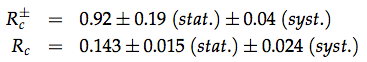 R_c^± = 0.92 ± 0.19 (stat.) ± 0.04 (syst.)
R_c = 0.143 ± 0.015 (stat.) ± 0.024 (syst.)